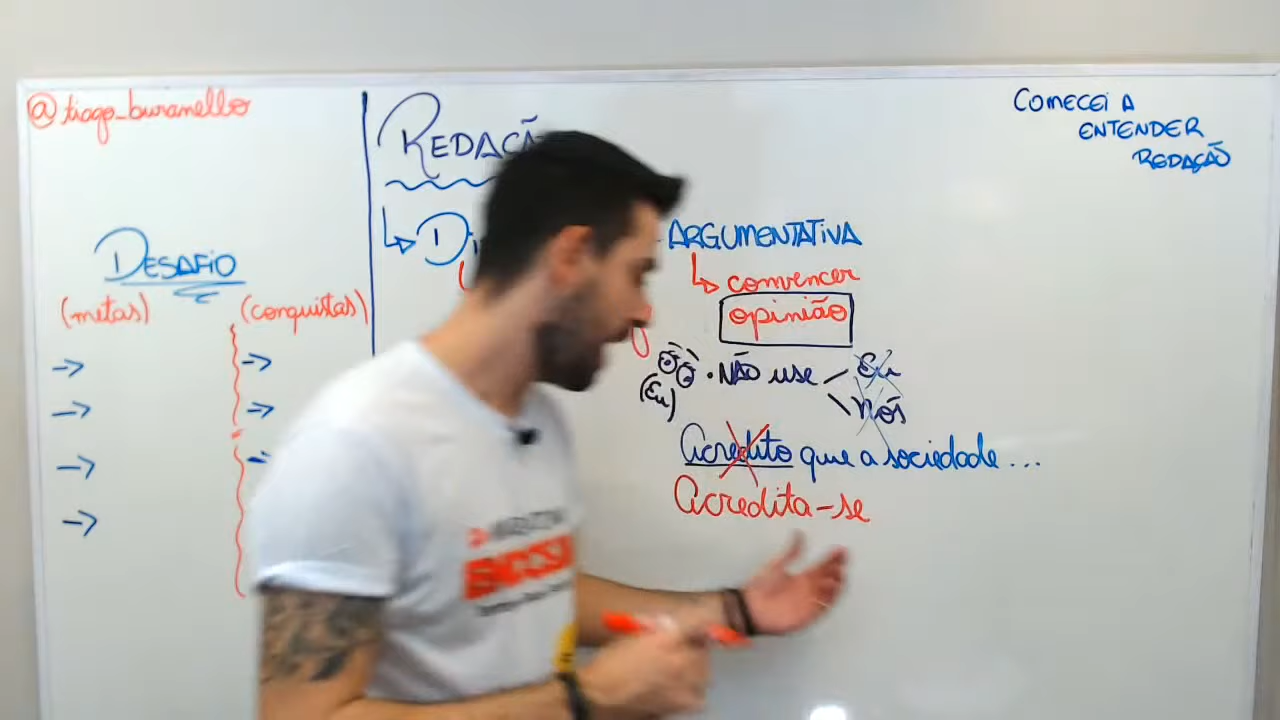 @tiago_buranello
COMECEI A
ENTENDER
REDAÇÃO
REDAÇÃ
DESAFIO
(metas)
(conquistas)
ARGUMENTATIVA
convencer
opinião
(Eu)
• NÃO use
Eu
Nós
Acredito que a sociedade...
Acredita-se